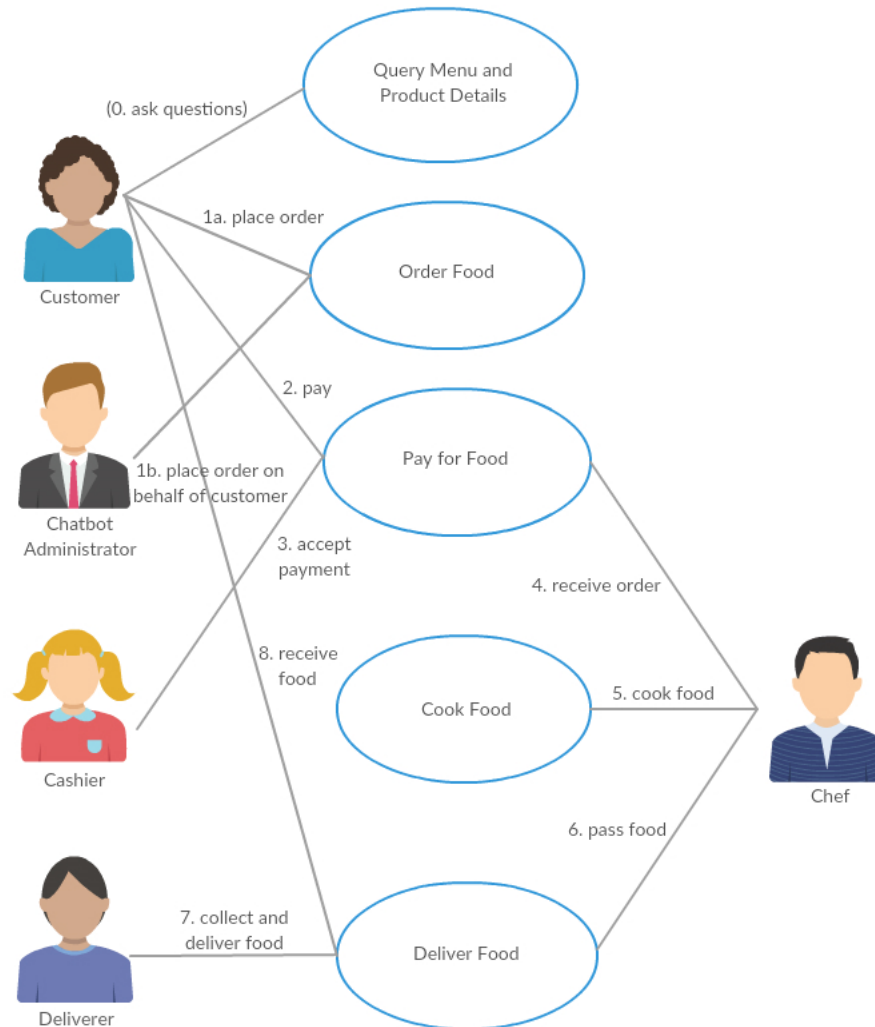 Query Menu and
Product Details
(0. ask questions)
1a. place order
Customer
Order Food
2. pay
Pay for Food
1b. place order on
behalf of customer
Chatbot
Administrator
3. accept
payment
4. receive order
8. receive
food
Cook Food
5. cook food
Cashier
Chef
6. pass food
7. collect and
deliver food
Deliver Food
Deliverer